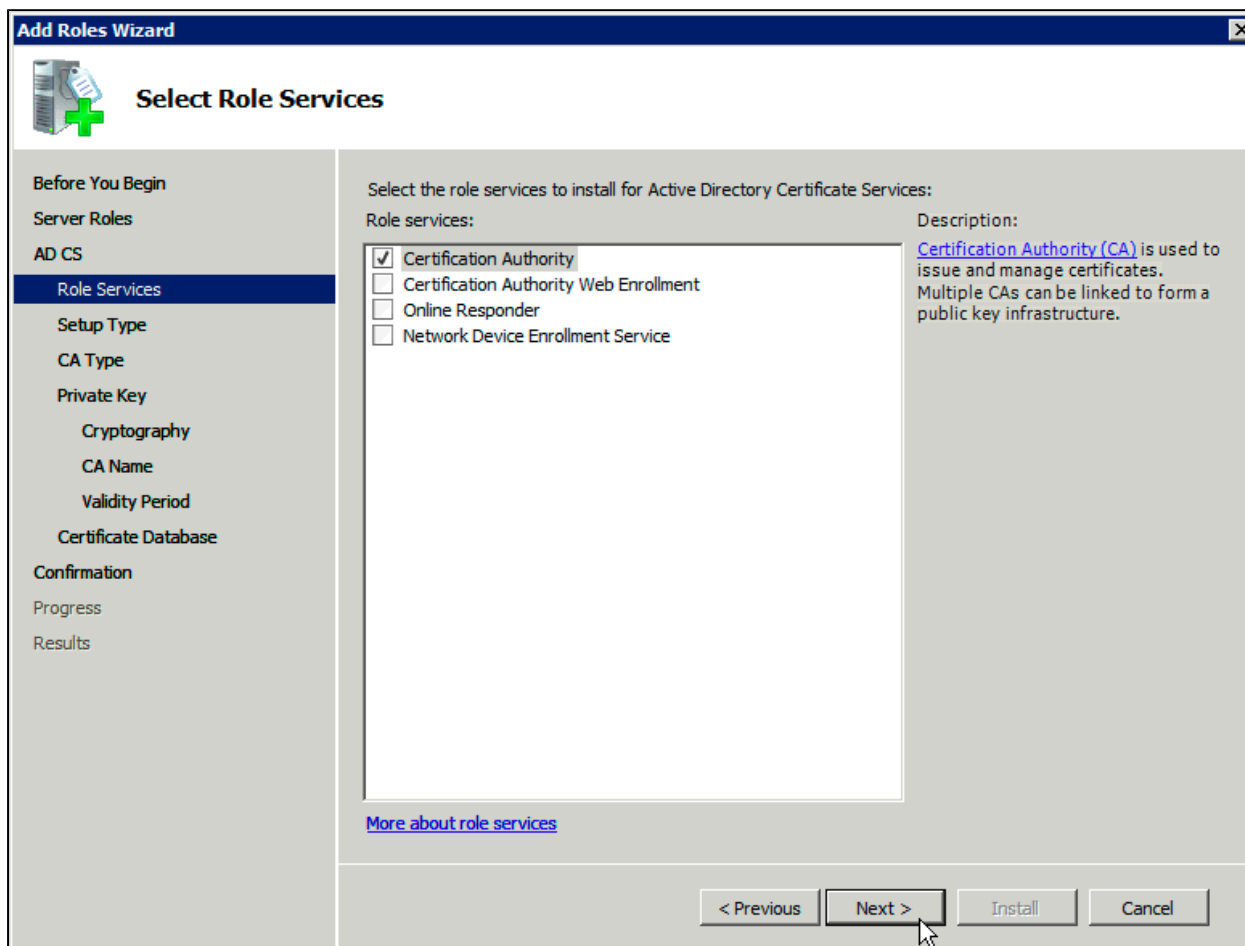 Add Roles Wizard
Select Role Services
Before You Begin
Server Roles
AD CS
Role Services
Setup Type
CA Type
Private Key
Cryptography
CA Name
Validity Period
Certificate Database
Confirmation
Progress
Results
Select the role services to install for Active Directory Certificate Services:
Role services:
Certification Authority
Certification Authority Web Enrollment
Online Responder
Network Device Enrollment Service
More about role services
Description:
Certification Authority (CA) is used to
issue and manage certificates.
Multiple CAs can be linked to form a
public key infrastructure.
< Previous
Next >
Install
Cancel